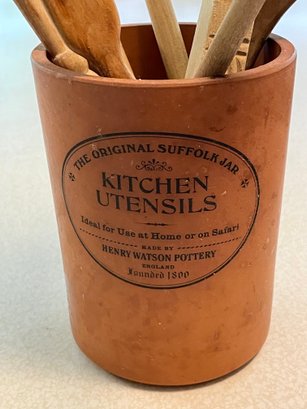 THE ORIGINAL SUFFOLK JAR
KITCHEN
UTENSILS
Ideal for Use at Home or on Safari
MADE BY
HENRY WATSON POTTERY
ENGLAND
Founded 1800